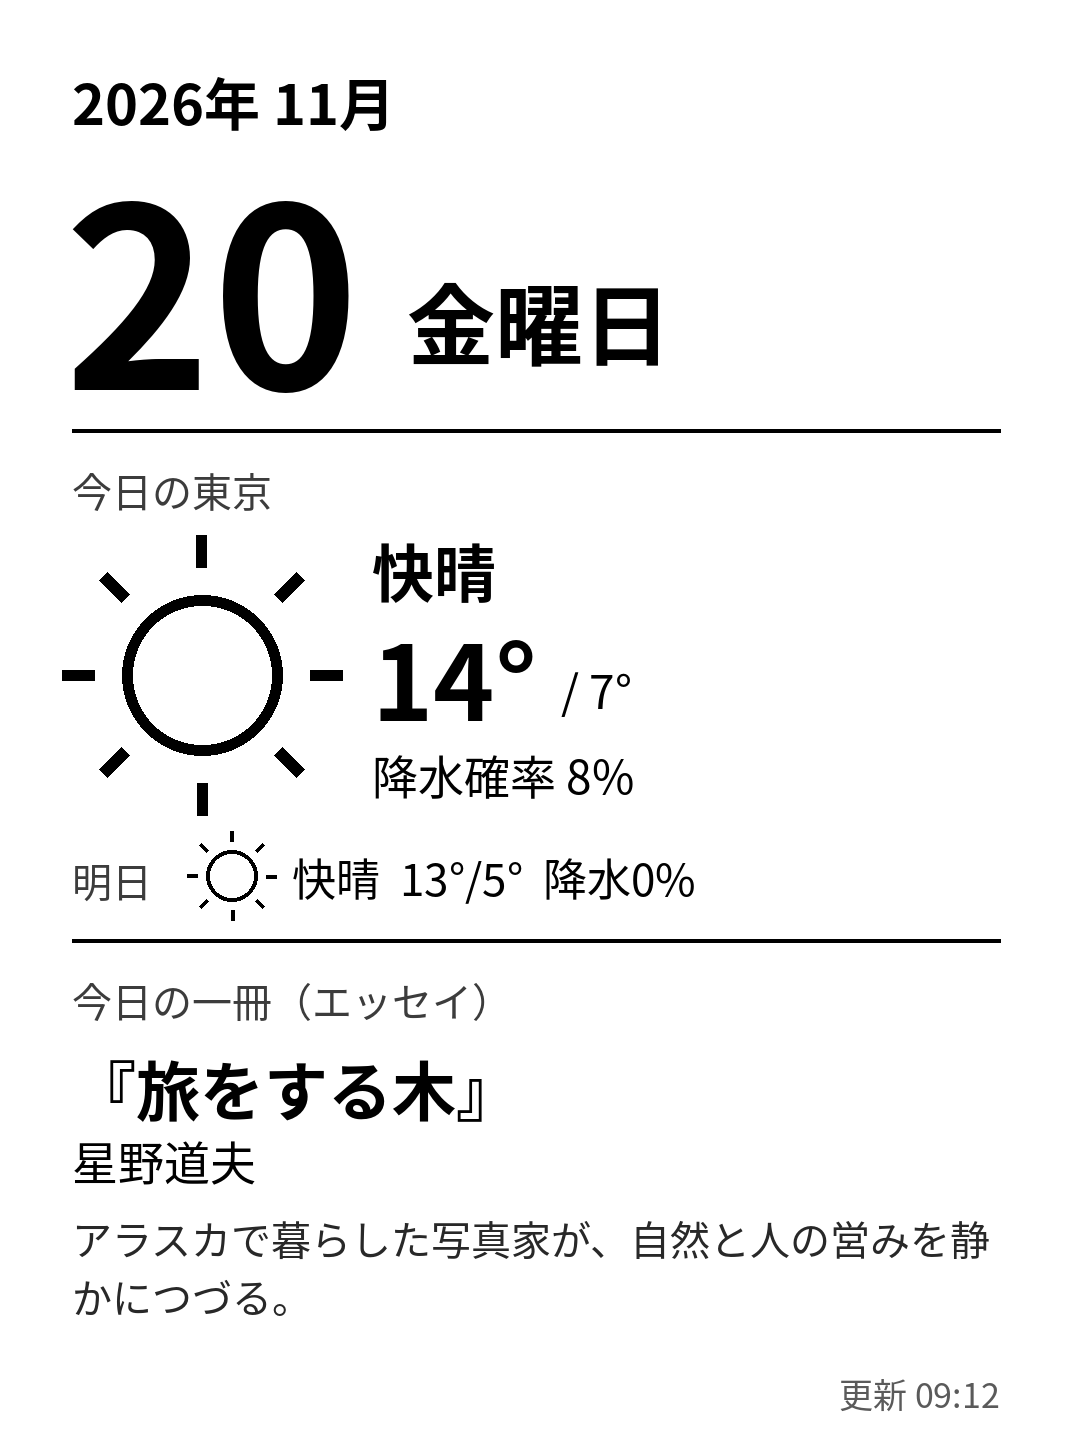 2026年 11月
20 金曜日
今日の東京
快晴
14° / 7°
降水確率 8%
明日 快晴 13°/5° 降水0%
今日の一冊（エッセイ）
『旅をする木』
星野道夫
アラスカで暮らした写真家が、自然と人の営みを静
かにつづる。
更新 09:12